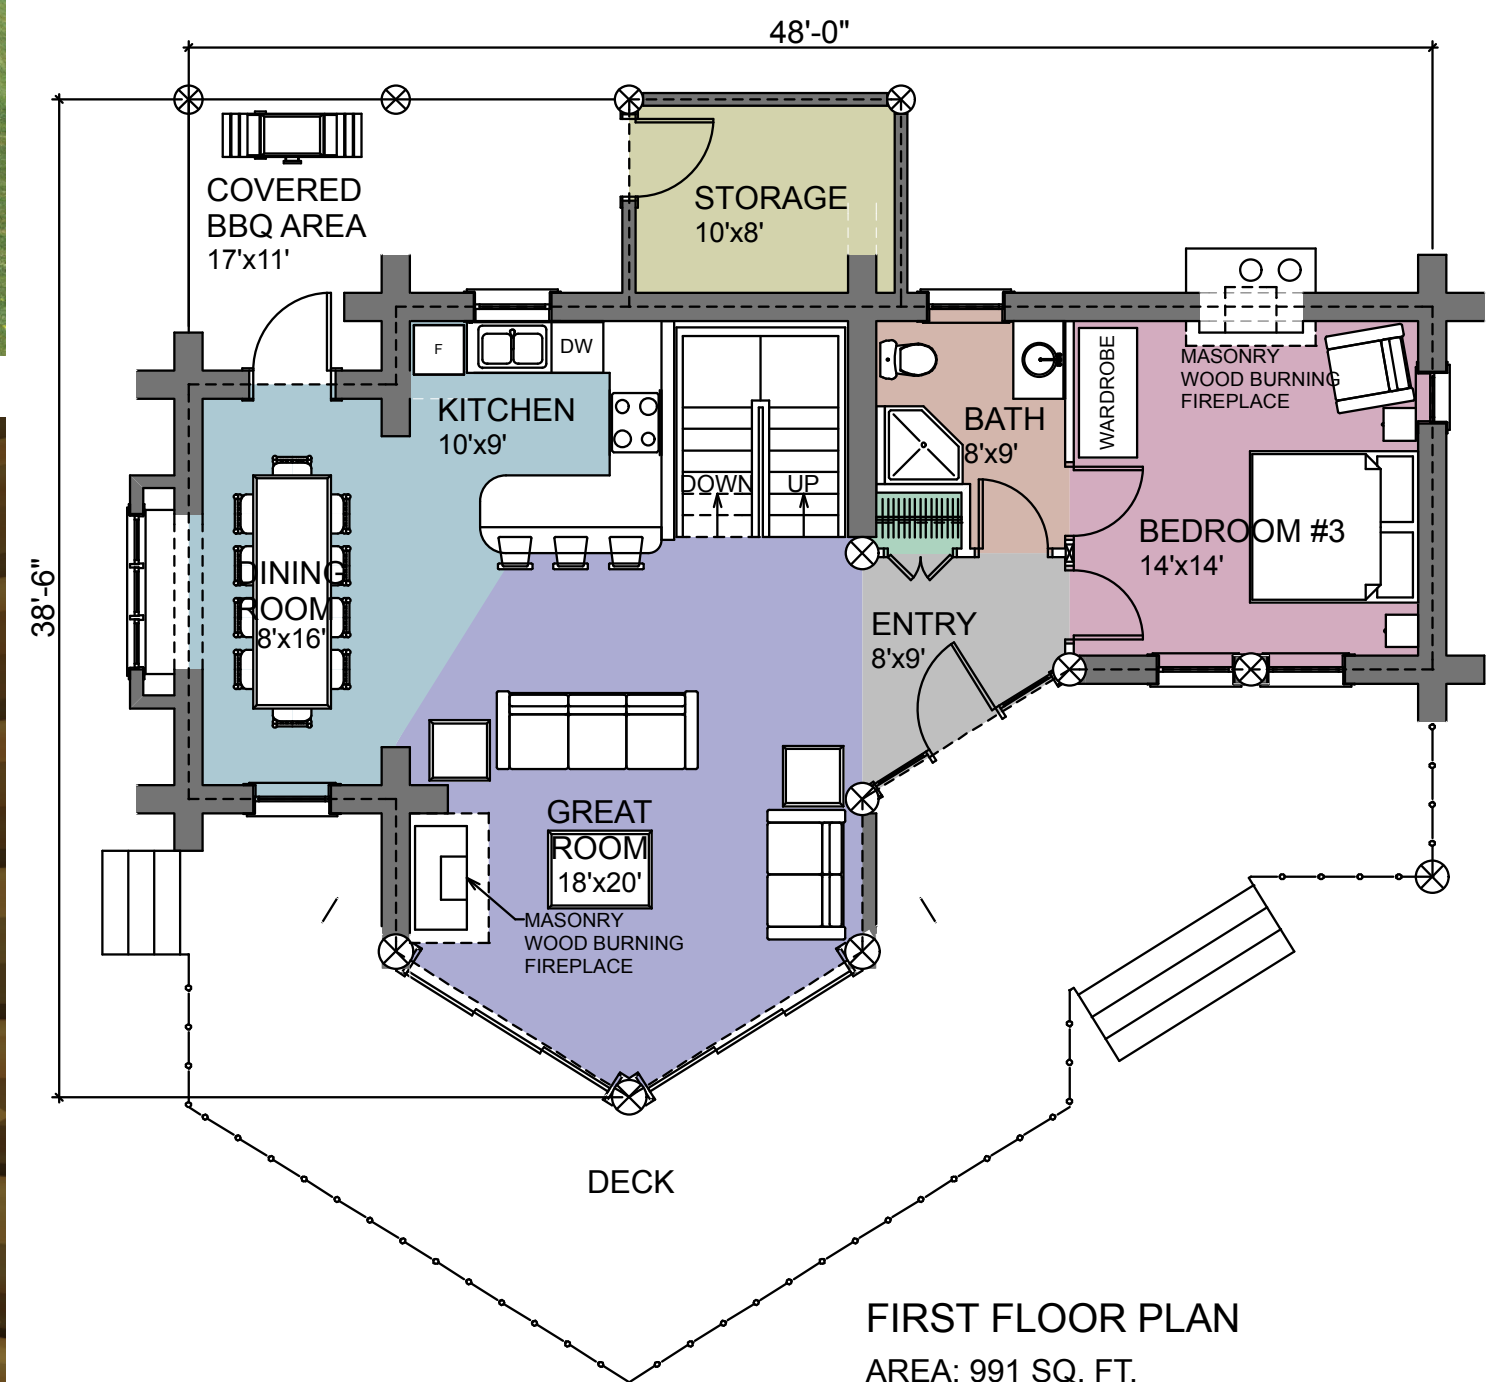 48'-0"
38'-6"
COVERED
BBQ AREA
17'x11'
STORAGE
10'x8'
F
DW
KITCHEN
10'x9'
DOWN
UP
BATH
8'x9'
WARDROBE
MASONRY
WOOD BURNING
FIREPLACE
BEDROOM #3
14'x14'
DINING
ROOM
8'x16'
ENTRY
8'x9'
GREAT
ROOM
18'x20'
MASONRY
WOOD BURNING
FIREPLACE
DECK
FIRST FLOOR PLAN
AREA: 991 SQ. FT.